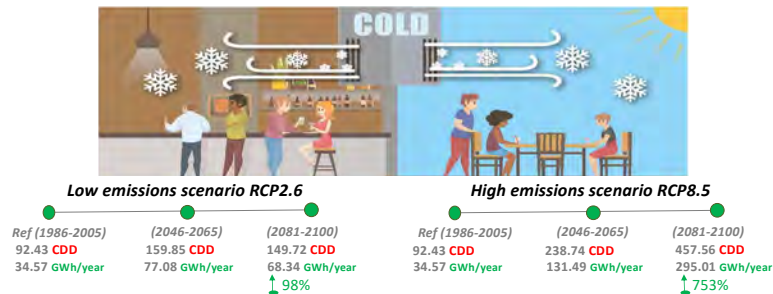 COLD
Low emissions scenario RCP2.6
Ref (1986-2005)
(2046-2065)
(2081-2100)
92.43 CDD
159.85 CDD
149.72 CDD
34.57 GWh/year
77.08 GWh/year
68.34 GWh/year
98%
High emissions scenario RCP8.5
Ref (1986-2005)
(2046-2065)
(2081-2100)
92.43 CDD
238.74 CDD
457.56 CDD
34.57 GWh/year
131.49 GWh/year
295.01 GWh/year
753%